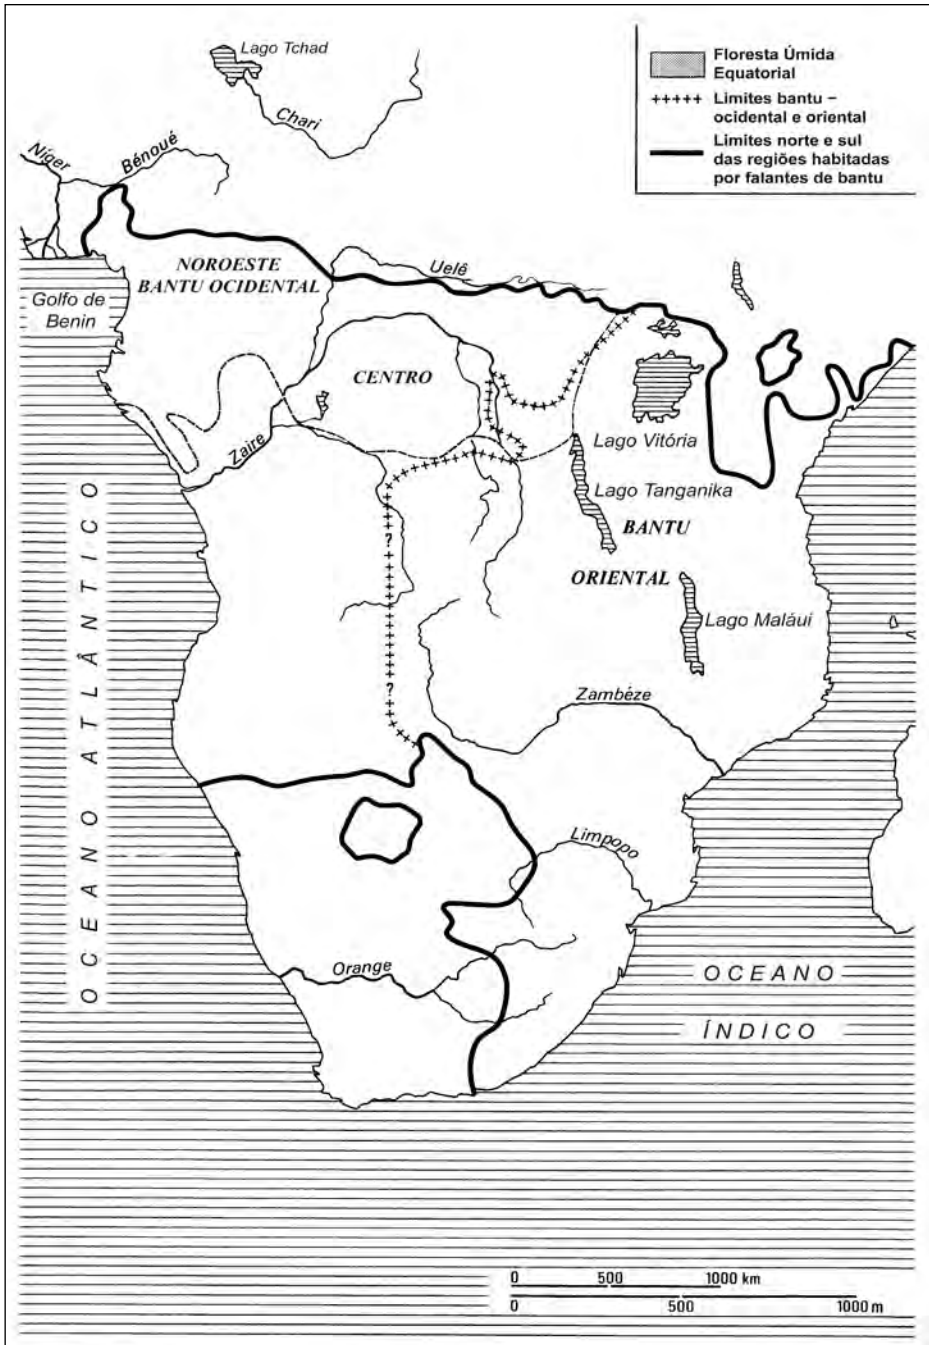 Lago Tchad
Chari
Níger
Bénoué
Floresta Úmida
Equatorial
+++++ Limites bantu –
ocidental e oriental
Limites norte e sul
das regiões habitadas
por falantes de bantu
NOROESTE
BANTU OCIDENTAL
Uelê
Golfo de
Benin
CENTRO
Zaire
Lago Vitória
Lago Tanganika
BANTU
ORIENTAL
?
Lago Maláui
?
Zambéze
OCEANO ATLÂNTICO
Limpopo
Orange
OCEANO
ÍNDICO
0 500 1000 km
0 500 1000 m